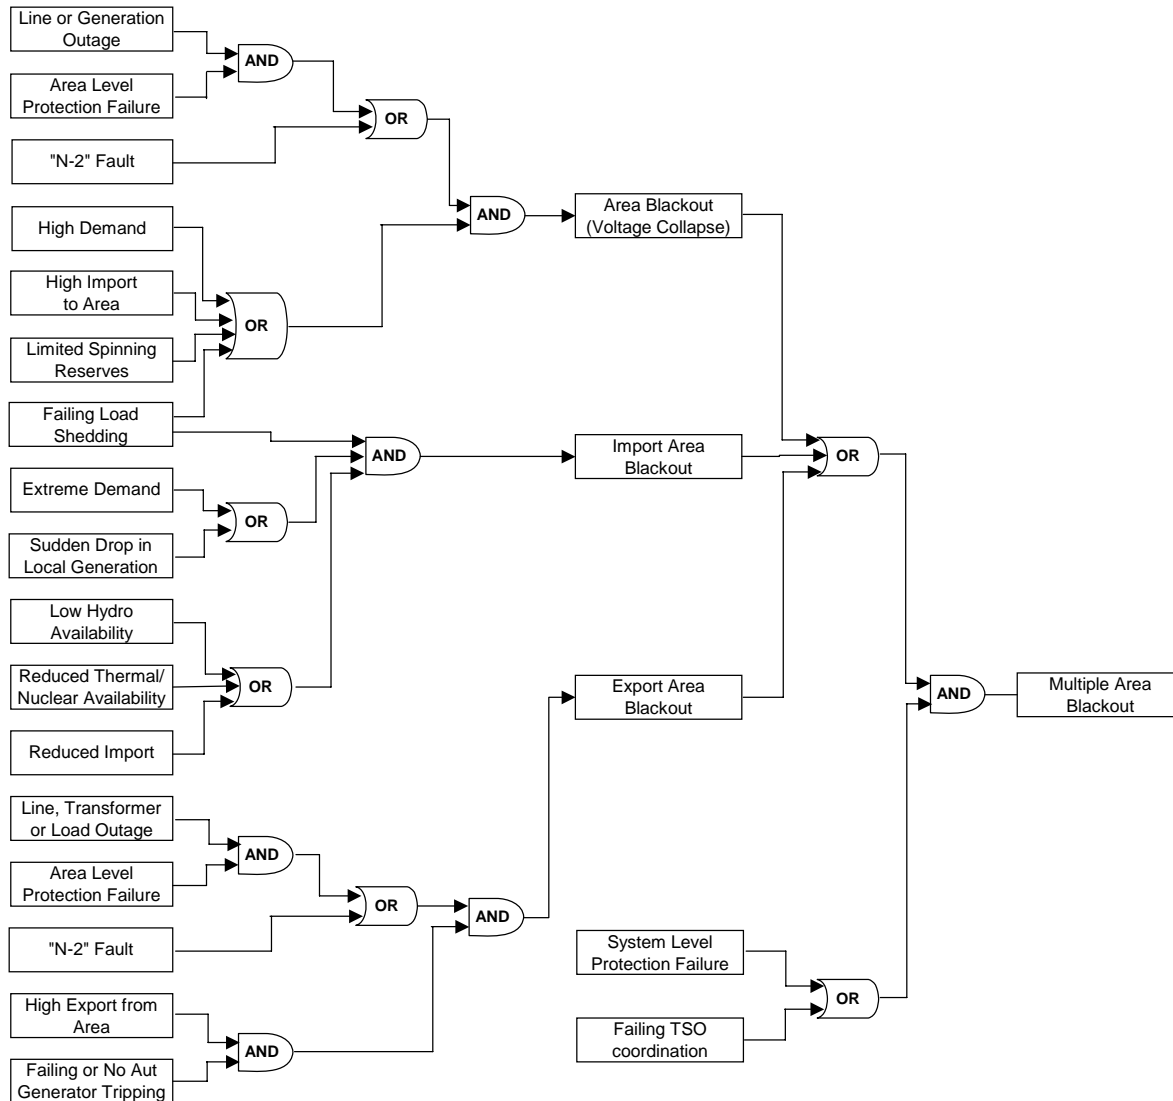 Line or Generation
Outage
AND
Area Level
Protection Failure
OR
"N-2" Fault
High Demand
AND
Area Blackout
(Voltage Collapse)
High Import
to Area
OR
Limited Spinning
Reserves
Failing Load
Shedding
AND
Import Area
Blackout
OR
Extreme Demand
OR
Sudden Drop in
Local Generation
Low Hydro
Availability
Reduced Thermal/
Nuclear Availability
OR
Export Area
Blackout
AND
Multiple Area
Blackout
Reduced Import
Line, Transformer
or Load Outage
AND
Area Level
Protection Failure
OR
AND
"N-2" Fault
System Level
Protection Failure
OR
High Export from
Area
AND
Failing TSO
coordination
Failing or No Aut
Generator Tripping